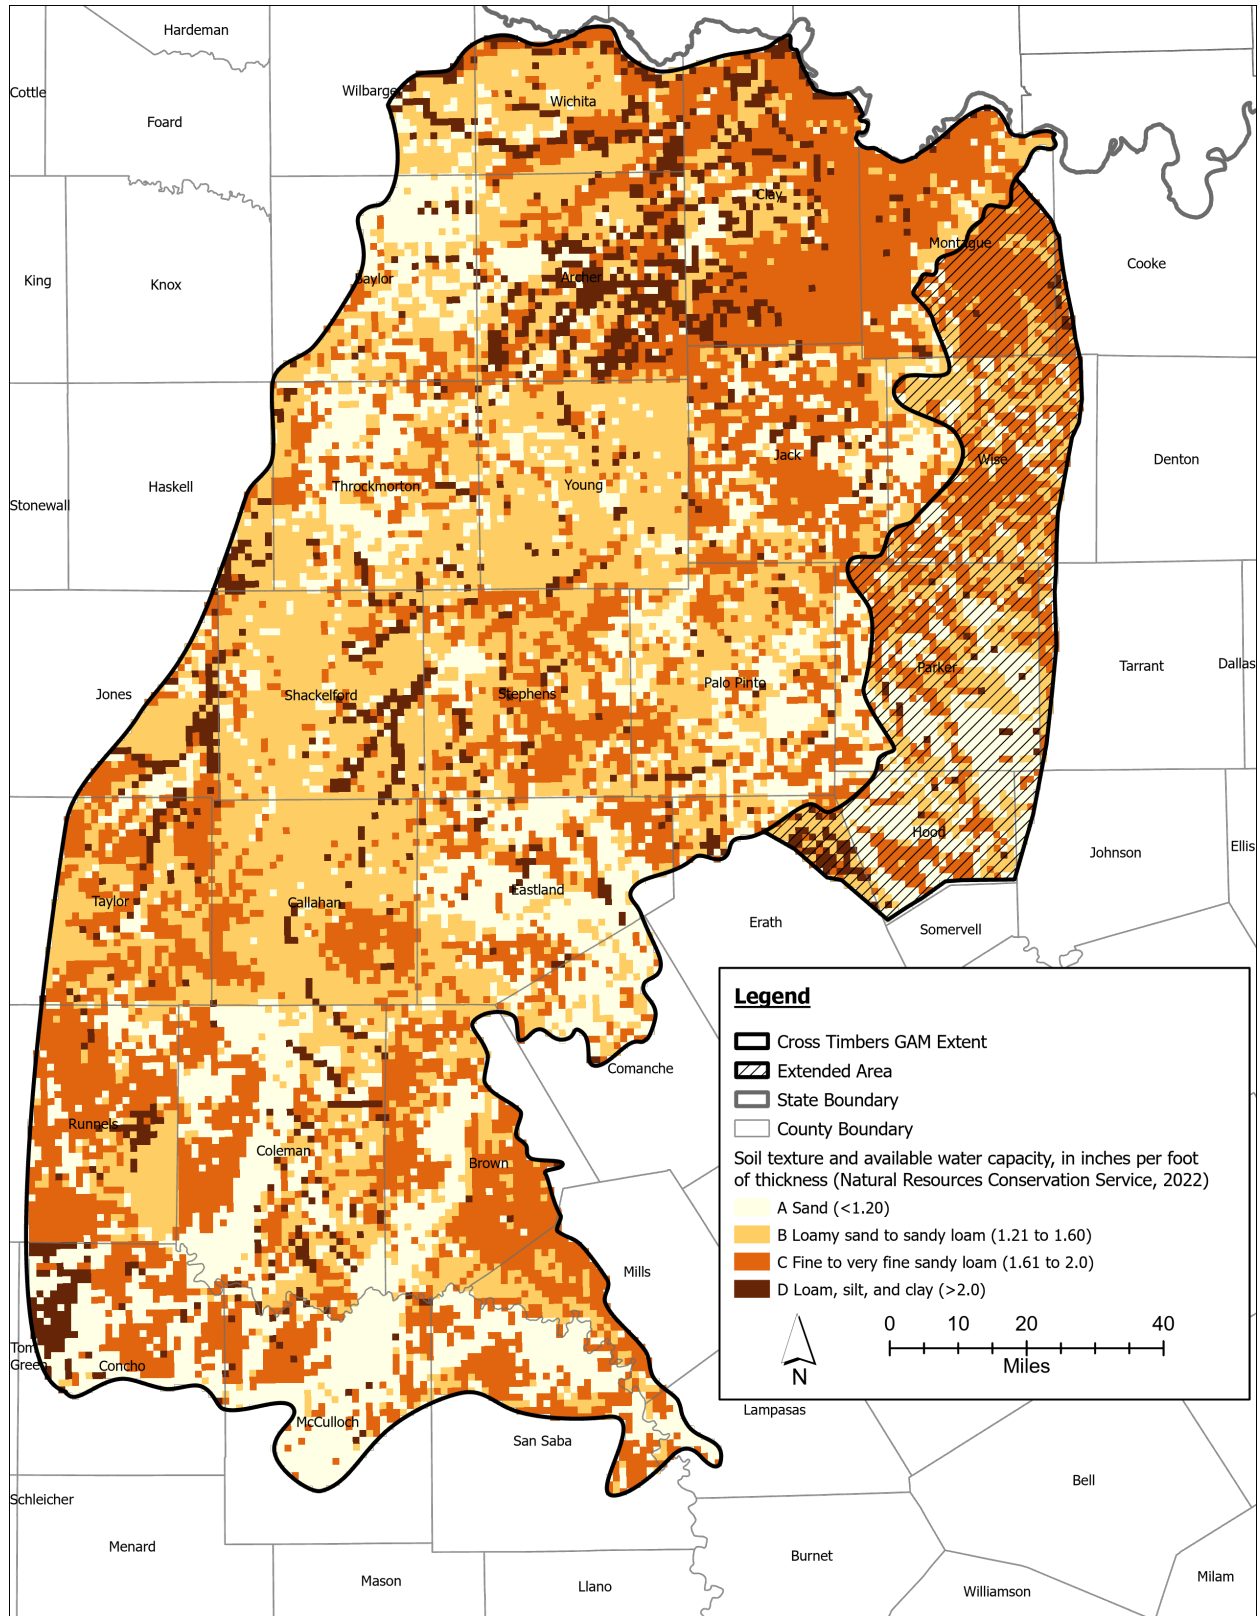 Hardeman
Cottle
Wilbarge
Foard
Wichita
Clay
Montague
King
Knox
Baylor
Archer
Cooke
Stonewall
Haskell
Throckmorton
Young
Jack
Wise
Denton
Jones
Shackelford
Stephens
Palo Pinto
Parker
Tarrant
Dallas
Taylor
Callahan
Eastland
Hood
Johnson
Ellis
Erath
Somervell
Comanche
Runnels
Coleman
Brown
Mills
Tom
Green
Concho
McCulloch
San Saba
Lampasas
Bell
Schleicher
Menard
Mason
Llano
Burnet
Williamson
Milam
Legend
Cross Timbers GAM Extent
Extended Area
State Boundary
County Boundary
Soil texture and available water capacity, in inches per foot
of thickness (Natural Resources Conservation Service, 2022)
A Sand (<1.20)
B Loamy sand to sandy loam (1.21 to 1.60)
C Fine to very fine sandy loam (1.61 to 2.0)
D Loam, silt, and clay (>2.0)
0 10 20 40
Miles
N